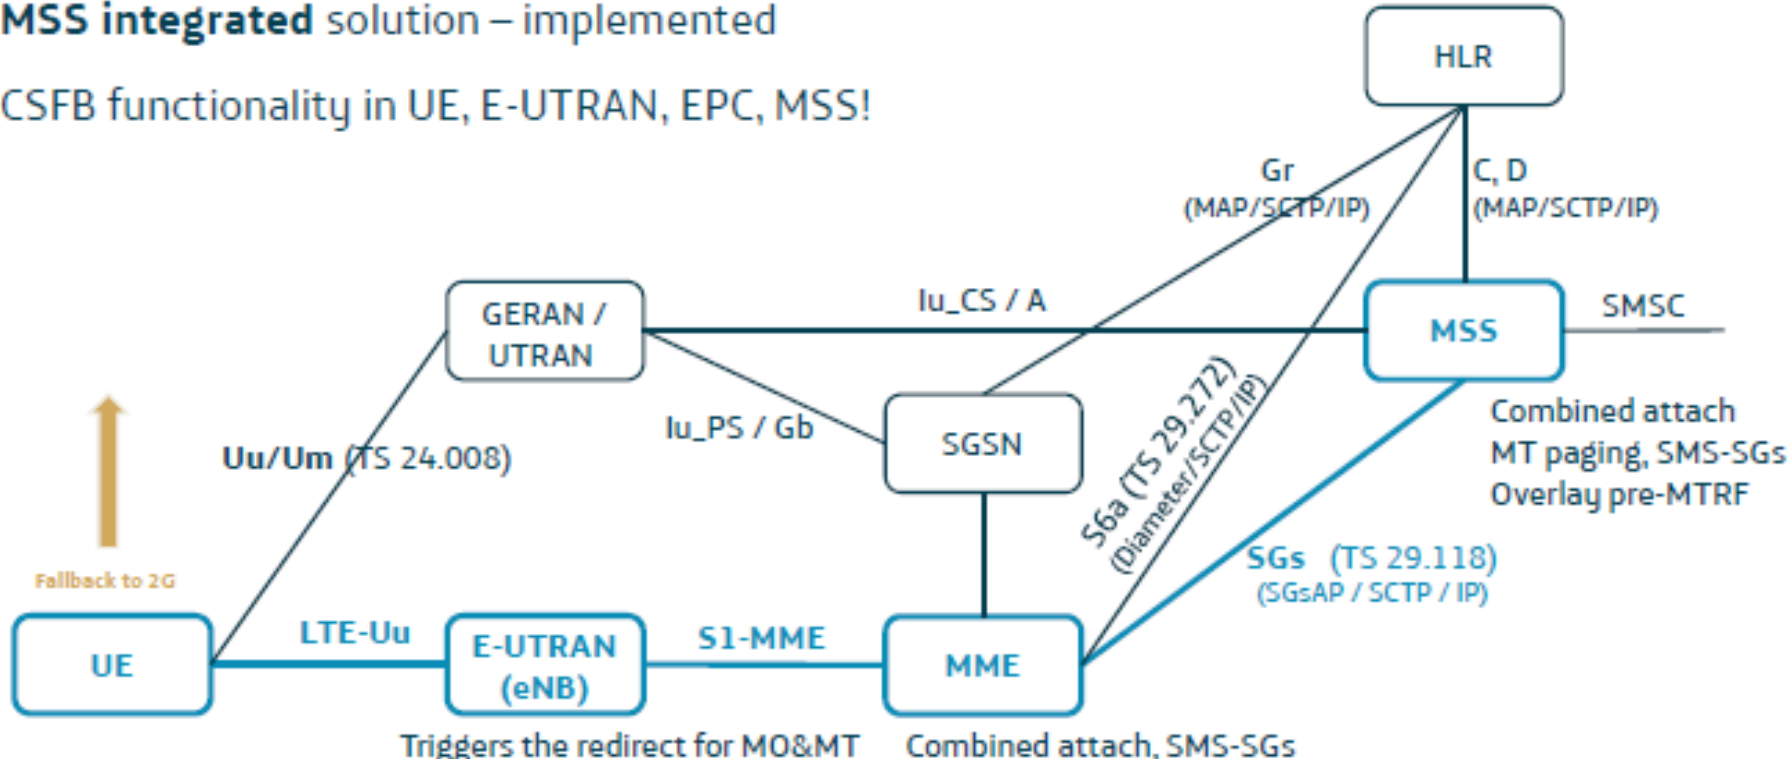 MSS integrated solution – implemented
CSFB functionality in UE, E-UTRAN, EPC, MSS!
HLR
Gr
(MAP/SCTP/IP)
C, D
(MAP/SCTP/IP)
GERAN /
UTRAN
Iu_CS / A
MSS
SMSC
Iu_PS / Gb
SGSN
Uu/Um (TS 24.008)
S6a (TS 29.272)
(Diameter/SCTP/IP)
Combined attach
MT paging, SMS-SGs
Overlay pre-MTRF
SGs (TS 29.118)
(SGsAP / SCTP / IP)
Fallback to 2G
UE
LTE-Uu
E-UTRAN
(eNB)
S1-MME
MME
Triggers the redirect for MO&MT
Combined attach, SMS-SGs